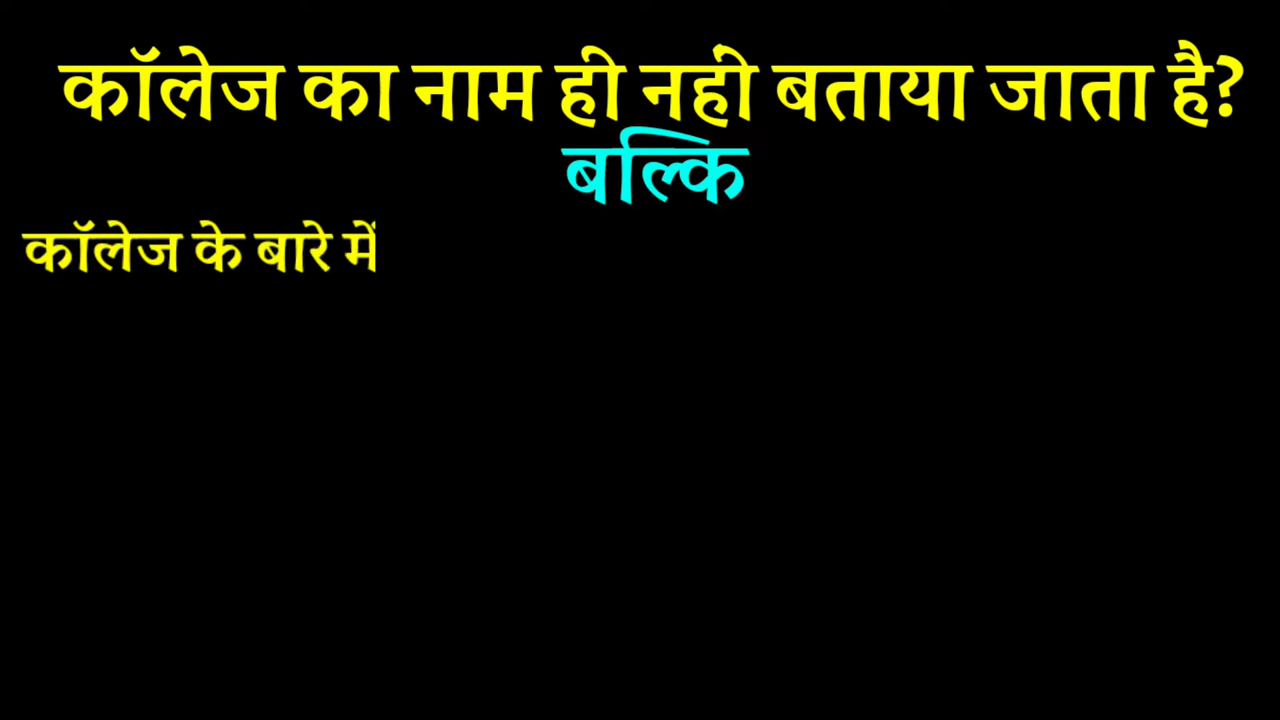 कॉलेज का नाम ही नहीं बताया जाता है?
बल्कि
कॉलेज के बारे में